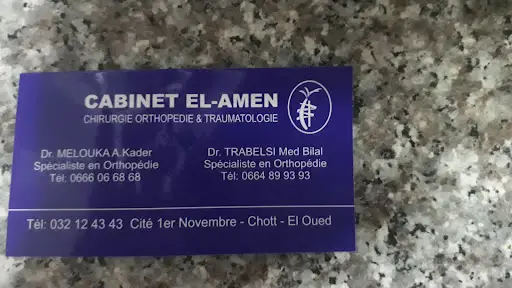 CABINET EL-AMEN
CHIRURGIE ORTHOPEDIE & TRAUMATOLOGIE
Dr. MELOUKA A.Kader
Spécialiste en Orthopédie
Tél: 0666 06 68 68
Dr. TRABELSI Med Bilal
Spécialiste en Orthopédie
Tél: 0664 89 93 93
Tél: 032 12 43 43 Cité 1er Novembre - Chott - El Oued